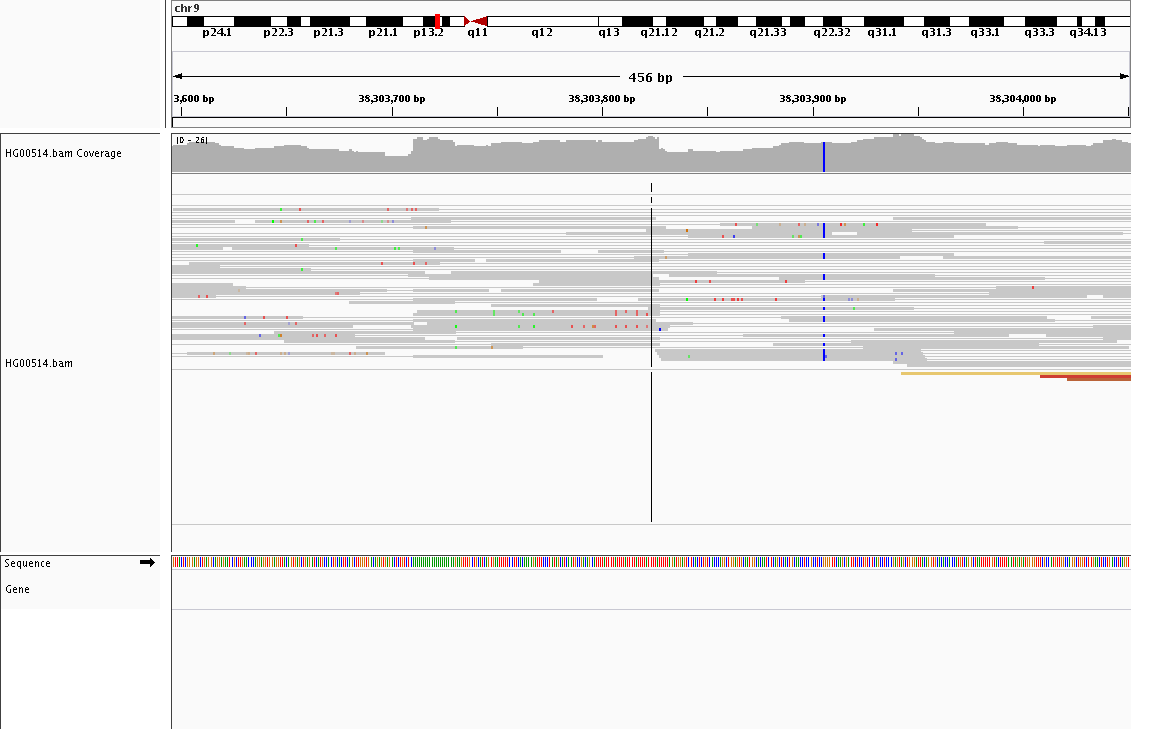 chr9
p24.1 p22.3 p21.3 p21.1 p13.2 q11 q12 q13 q21.12 q21.2 q21.33 q22.32 q31.1 q31.3 q33.1 q33.3 q34.13
456 bp
3,600 bp 38,303,700 bp 38,303,800 bp 38,303,900 bp 38,304,000 bp
[0 - 26]
HG00514.bam Coverage
HG00514.bam
Sequence
Gene